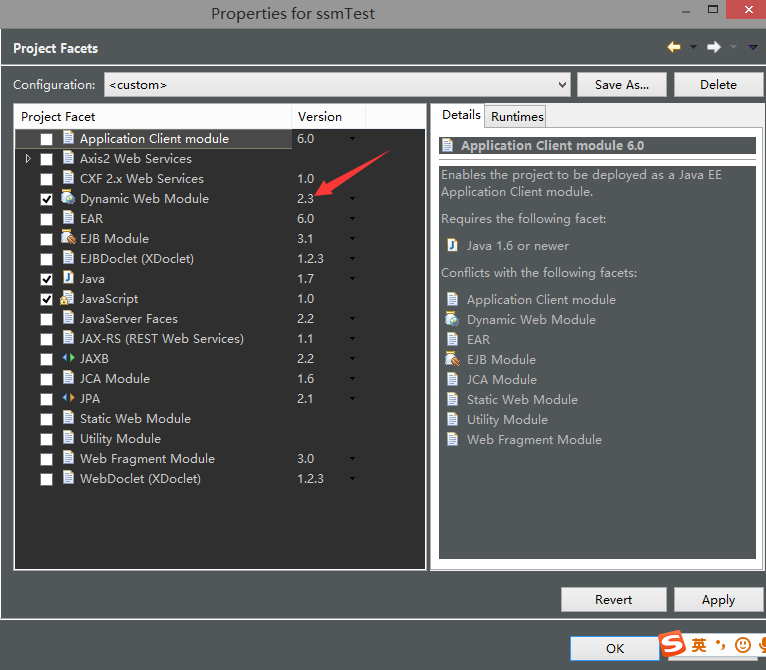 Properties for ssmTest
Project Facets
Configuration: <custom> Save As... Delete
Project Facet Version
Application Client module 6.0
Axis2 Web Services
CXF 2.x Web Services 1.0
Dynamic Web Module 2.3
EAR 6.0
EJB Module 3.1
EJBDoclet (XDoclet) 1.2.3
Java 1.7
JavaScript 1.0
JavaServer Faces 2.2
JAX-RS (REST Web Services) 1.1
JAXB 2.2
JCA Module 1.6
JPA 2.1
Static Web Module
Utility Module
Web Fragment Module 3.0
WebDoclet (XDoclet) 1.2.3
Details Runtimes
Application Client module 6.0
Enables the project to be deployed as a Java EE
Application Client module.
Requires the following facet:
Java 1.6 or newer
Conflicts with the following facets:
Application Client module
Dynamic Web Module
EAR
EJB Module
JCA Module
Static Web Module
Utility Module
Web Fragment Module
Revert Apply
OK
S 英